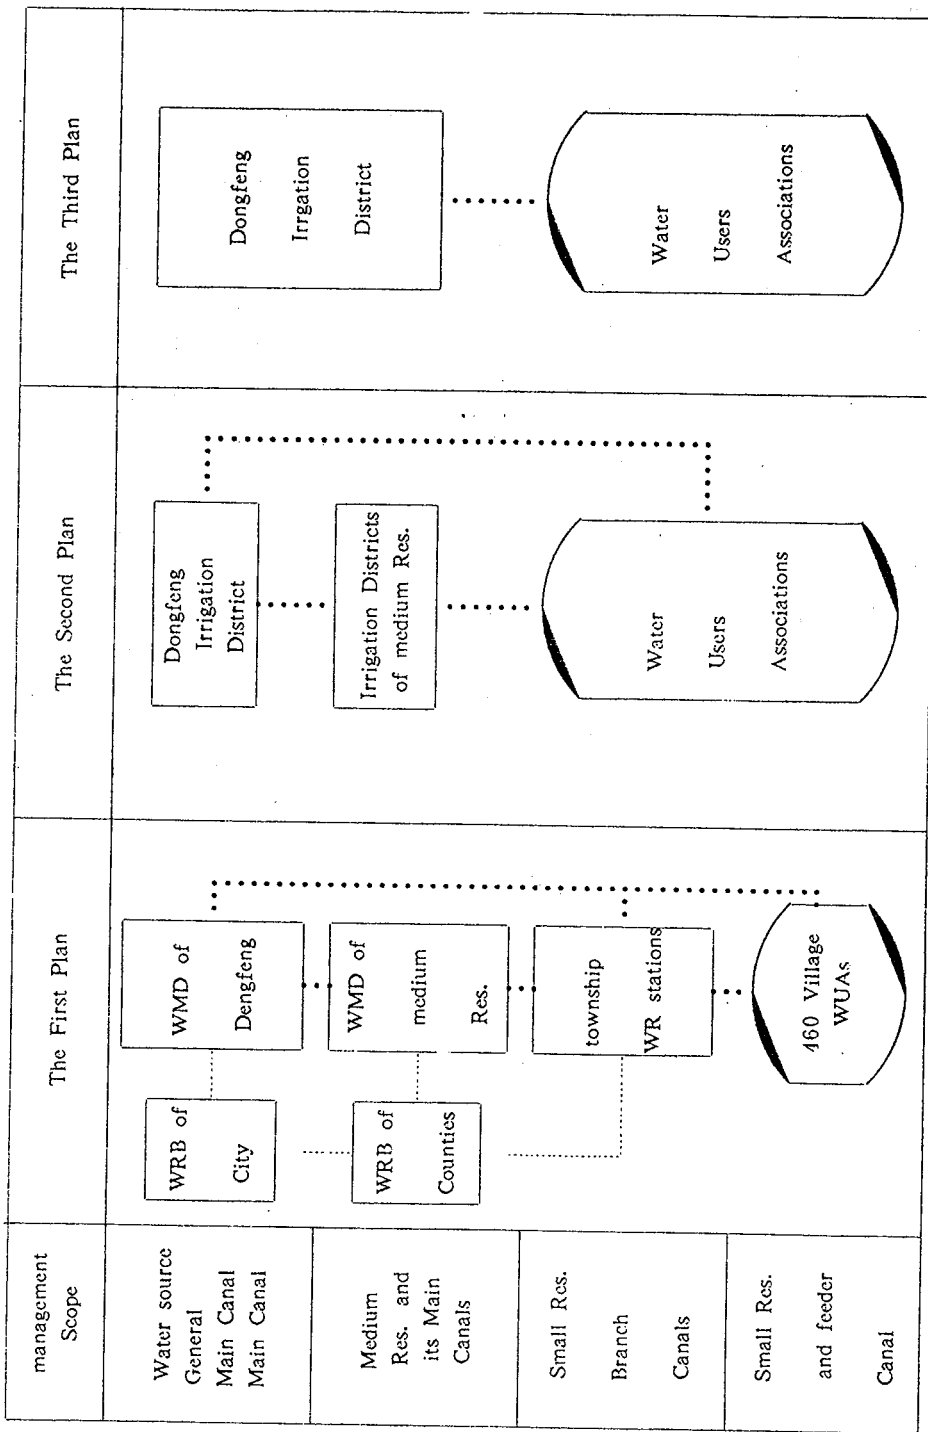 management
Scope
The First Plan
The Second Plan
The Third Plan
Water source
General
Main Canal
Main Canal
WRB of
City
WMD of
Dengfeng
Dongfeng
Irrigation
District
Dongfeng
Irrgation
District
Medium
Res. and
its Main
Canals
WRB of
Counties
WMD of
medium
Res.
Irrigation Districts
of medium Res.
Small Res.
Branch
Canals
township
WR stations
Water
Users
Associations
Water
Users
Associations
Small Res.
and feeder
Canal
460 Village
WUAs